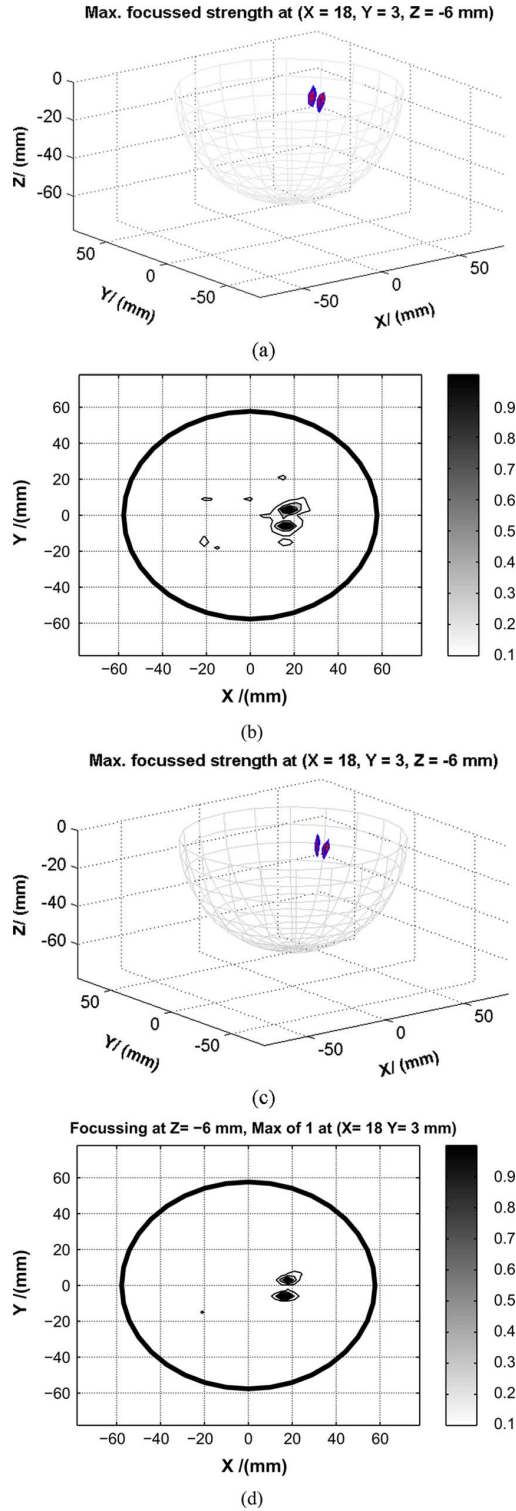 Max. focussed strength at (X = 18, Y = 3, Z = -6 mm)
0
-20
-40
-60
Z/ (mm)
50
0
-50
Y/ (mm)
-50
0
50
X/ (mm)
(a)
60
40
20
0
−20
−40
−60
Y /(mm)
−60 −40 −20 0 20 40 60
X /(mm)
0.9
0.8
0.7
0.6
0.5
0.4
0.3
0.2
0.1
(b)
Max. focussed strength at (X = 18, Y = 3, Z = -6 mm)
0
-20
-40
-60
Z/ (mm)
50
0
-50
Y/ (mm)
-50
0
50
X/ (mm)
(c)
Focussing at Z= −6 mm, Max of 1 at (X= 18 Y= 3 mm)
60
40
20
0
−20
−40
−60
Y /(mm)
−60 −40 −20 0 20 40 60
X /(mm)
0.9
0.8
0.7
0.6
0.5
0.4
0.3
0.2
0.1
(d)